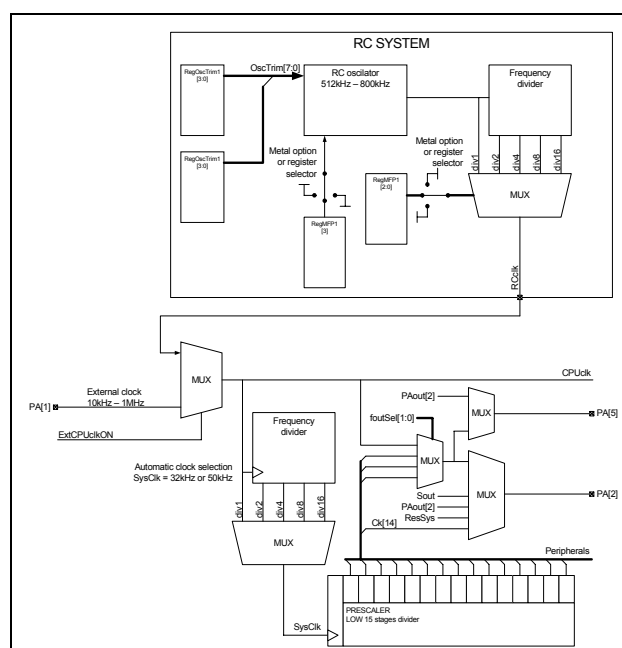 RC SYSTEM
RegOscTrim1
[3:0]
OscTrim[7:0]
RC oscilator
512kHz – 800kHz
Frequency
divider
RegOscTrim1
[3:0]
Metal option
or register
selector
Metal option
or register
selector
RegMFP1
[2:0]
div1
div2
div4
div8
div16
MUX
RegMFP1
[3]
RCclk
MUX
CPUclk
External clock
10kHz – 1MHz
PA[1]
ExtCPUclkON
PAout[2]
foutSel[1:0]
MUX
PA[5]
Frequency
divider
Automatic clock selection
SysClk = 32kHz or 50kHz
MUX
Sout
PAout[2]
ResSys
Ck[14]
MUX
PA[2]
div1
div2
div4
div8
div16
MUX
Peripherals
SysClk
PRESCALER
LOW 15 stages divider